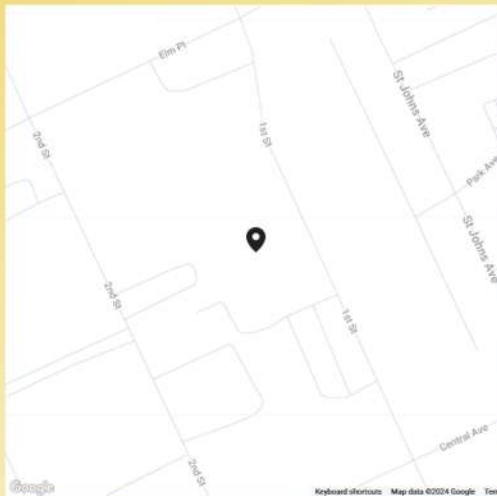 Elm Pl
St Johns Ave
1st St
2nd St
Park Ave
St Johns Ave
2nd St
1st St
Central Ave
2nd St
Google
Keyboard shortcuts Map data ©2024 Google Ter